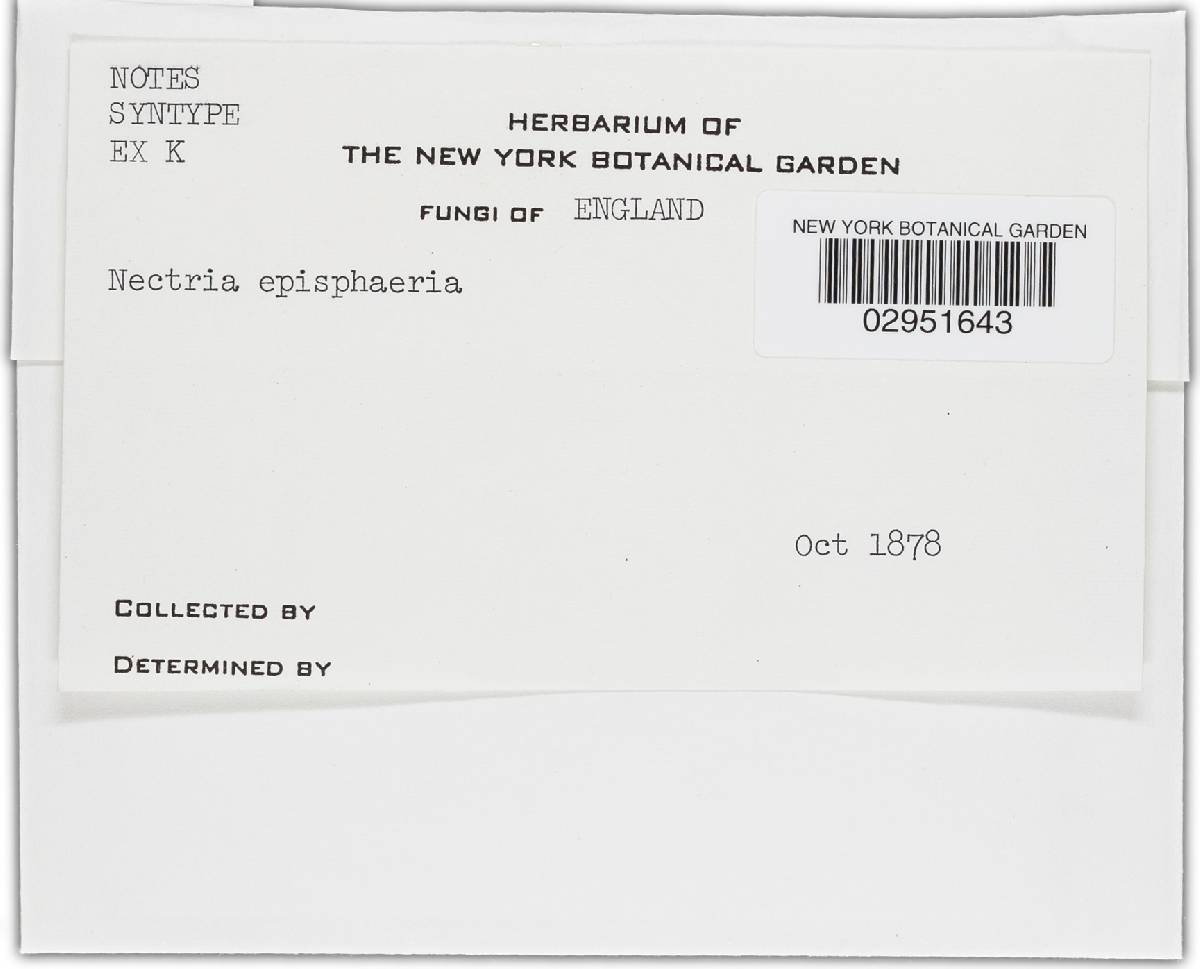 NOTES
SYNTYPE
EX K
HERBARIUM OF
THE NEW YORK BOTANICAL GARDEN
FUNGI OF ENGLAND
NEW YORK BOTANICAL GARDEN
02951643
Nectria episphaeria
Oct 1878
COLLECTED BY
DETERMINED BY